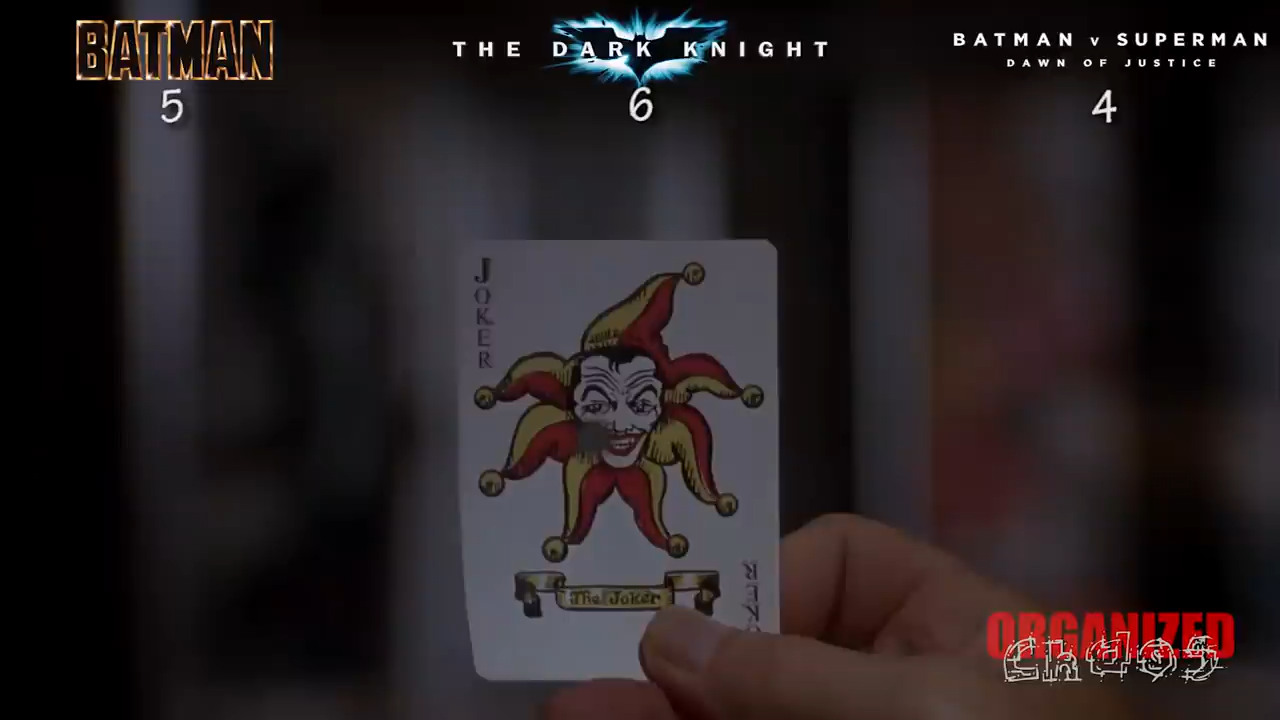 BATMAN
5
THE DARK KNIGHT
6
BATMAN v SUPERMAN
DAWN OF JUSTICE
4
JOKER
The Joker
ORGANIZED
chaos